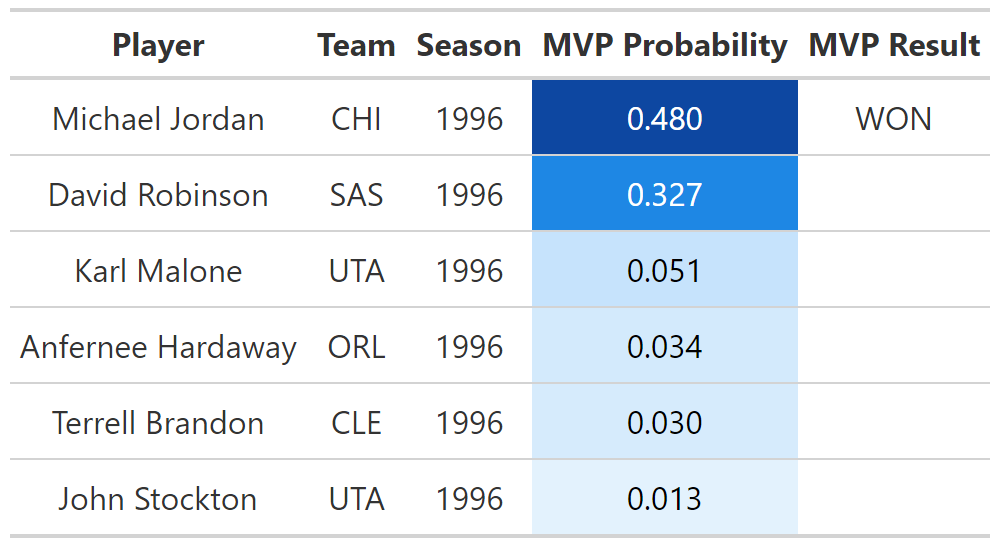 Player Team Season MVP Probability MVP Result
Michael Jordan CHI 1996 0.480 WON
David Robinson SAS 1996 0.327
Karl Malone UTA 1996 0.051
Anfernee Hardaway ORL 1996 0.034
Terrell Brandon CLE 1996 0.030
John Stockton UTA 1996 0.013